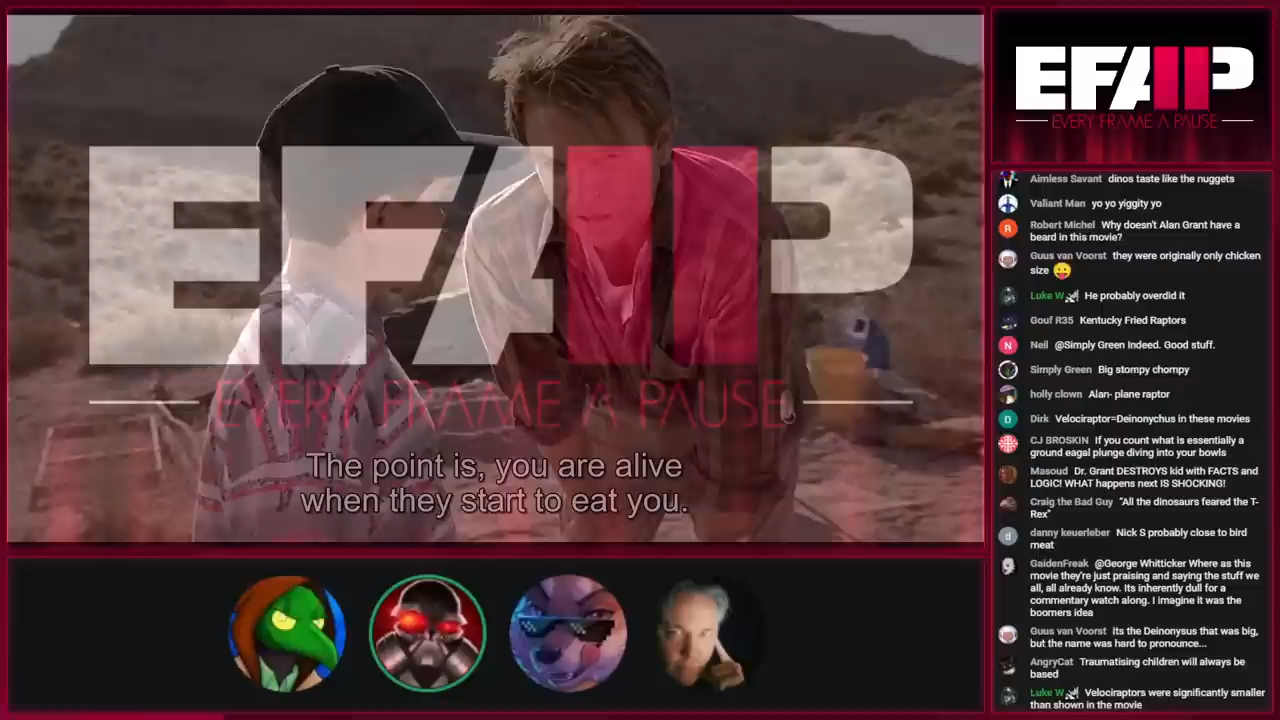 EFAP
EVERY FRAME A PAUSE
The point is, you are alive
when they start to eat you.
EFAP
EVERY FRAME A PAUSE
Aimless Savant dinos taste like the nuggets
Valiant Man yo yo yiggity yo
Robert Michel Why doesn't Alan Grant have a
beard in this movie?
Guus van Voorst they were originally only chicken
size 😛
Luke W He probably overdid it
Gouf R35 Kentucky Fried Raptors
N
R
Neil @Simply Green Indeed. Good stuff.
Simply Green Big stompy chompy
holly clown Alan- plane raptor
D
Dirk Velociraptor=Deinonychus in these movies
CJ BROSKIN If you count what is essentially a
ground eagal plunge diving into your bowls
Masoud Dr. Grant DESTROYS kid with FACTS and
LOGIC! WHAT happens next IS SHOCKING!
Craig the Bad Guy "All the dinosaurs feared the T-
Rex"
d
danny keuerleber Nick S probably close to bird
meat
GaidenFreak @George Whitticker Where as this
movie they're just praising and saying the stuff we
all, all already know. Its inherently dull for a
commentary watch along. I imagine it was the
boomers idea
Guus van Voorst Its the Deinonysus that was big,
but the name was hard to pronounce...
AngryCat Traumatising children will always be
based
Luke W Velociraptors were significantly smaller
than shown in the movie